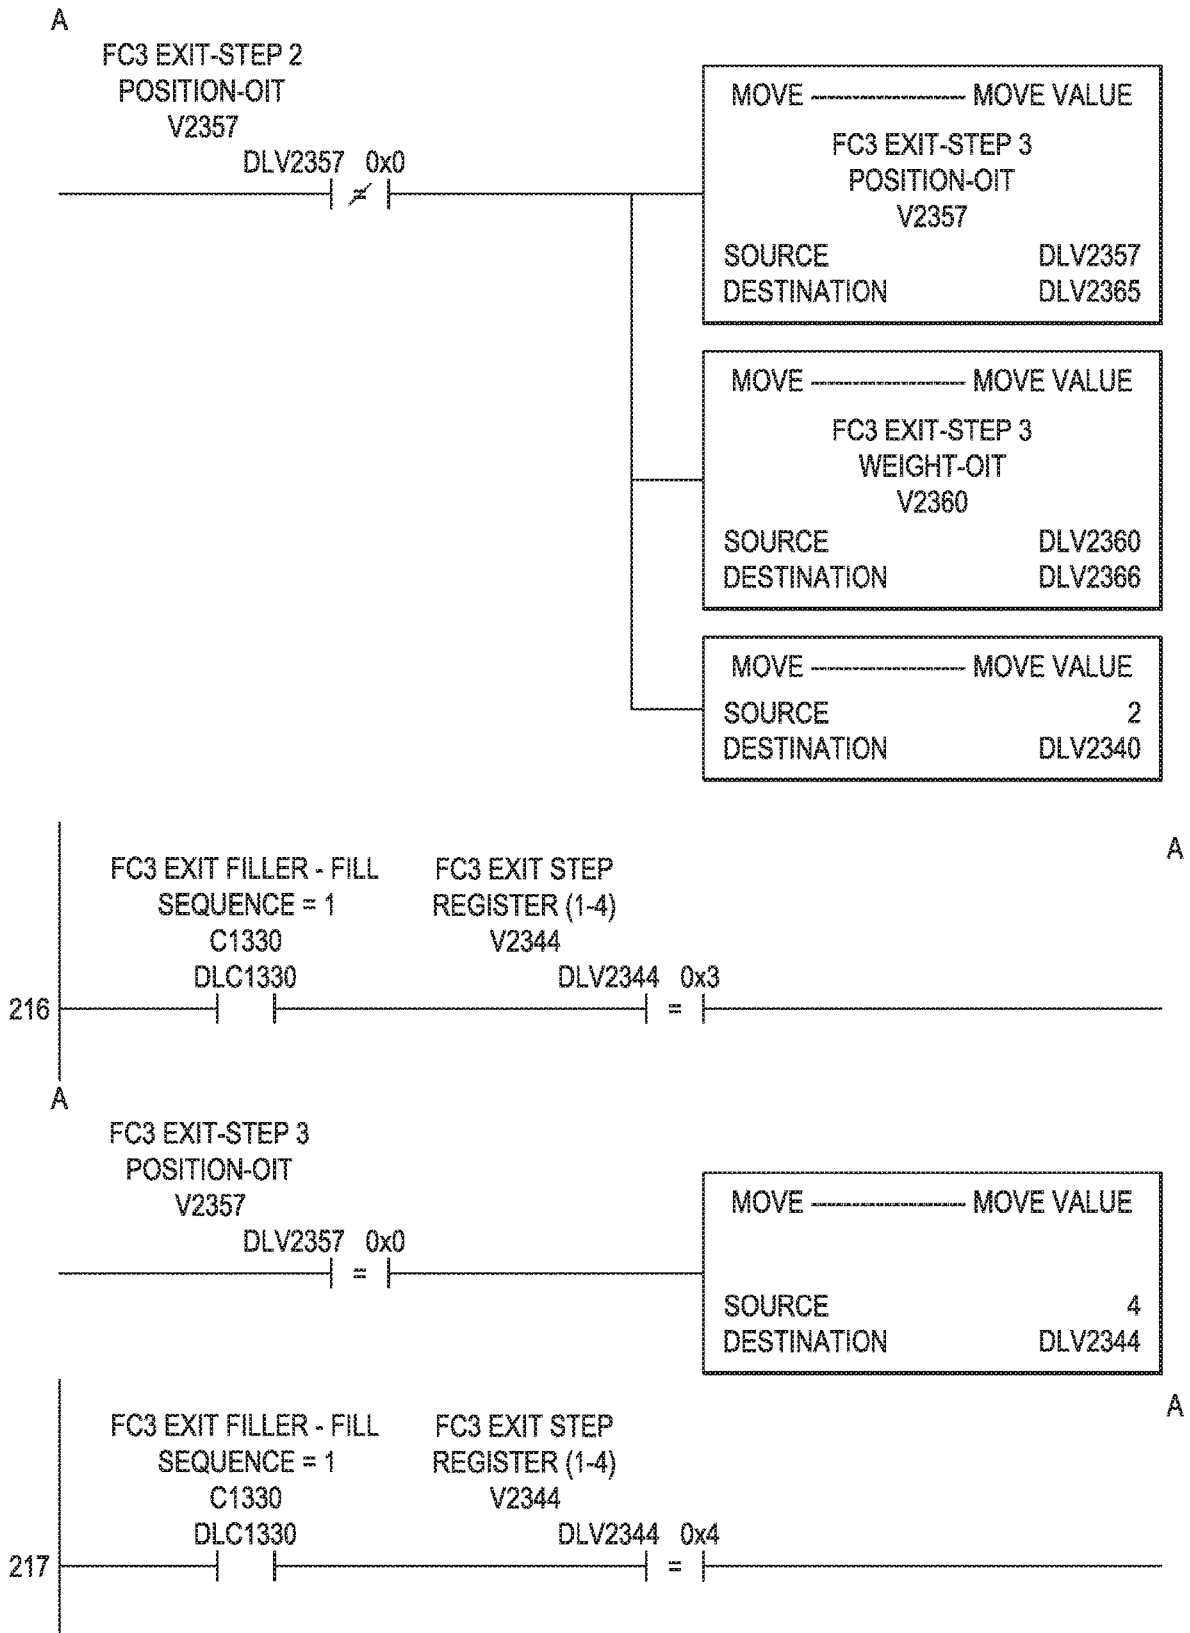 A
FC3 EXIT-STEP 2
POSITION-OIT
V2357
DLV2357 0x0
≠
MOVE MOVE VALUE
FC3 EXIT-STEP 3
POSITION-OIT
V2357
SOURCE DLV2357
DESTINATION DLV2365
MOVE MOVE VALUE
FC3 EXIT-STEP 3
WEIGHT-OIT
V2360
SOURCE DLV2360
DESTINATION DLV2366
MOVE MOVE VALUE
SOURCE 2
DESTINATION DLV2340
A
FC3 EXIT FILLER - FILL
SEQUENCE = 1
C1330
DLC1330
FC3 EXIT STEP
REGISTER (1-4)
V2344
DLV2344 0x3
=
216
A
FC3 EXIT-STEP 3
POSITION-OIT
V2357
DLV2357 0x0
=
MOVE MOVE VALUE
SOURCE 4
DESTINATION DLV2344
A
FC3 EXIT FILLER - FILL
SEQUENCE = 1
C1330
DLC1330
FC3 EXIT STEP
REGISTER (1-4)
V2344
DLV2344 0x4
=
217